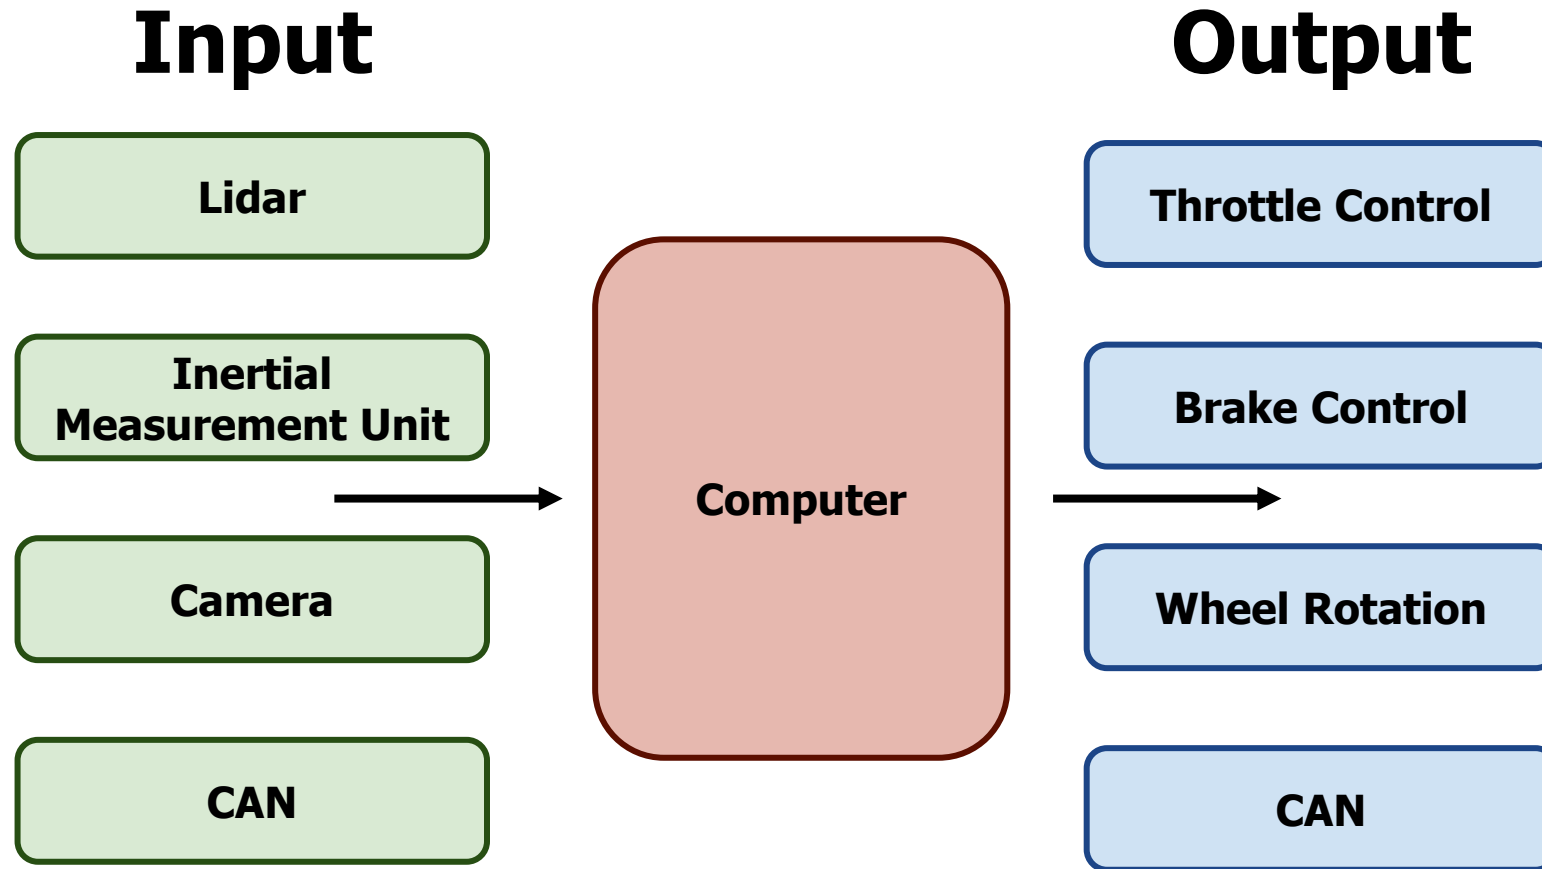 Input
Output
Lidar
Inertial
Measurement Unit
Camera
CAN
Computer
Throttle Control
Brake Control
Wheel Rotation
CAN